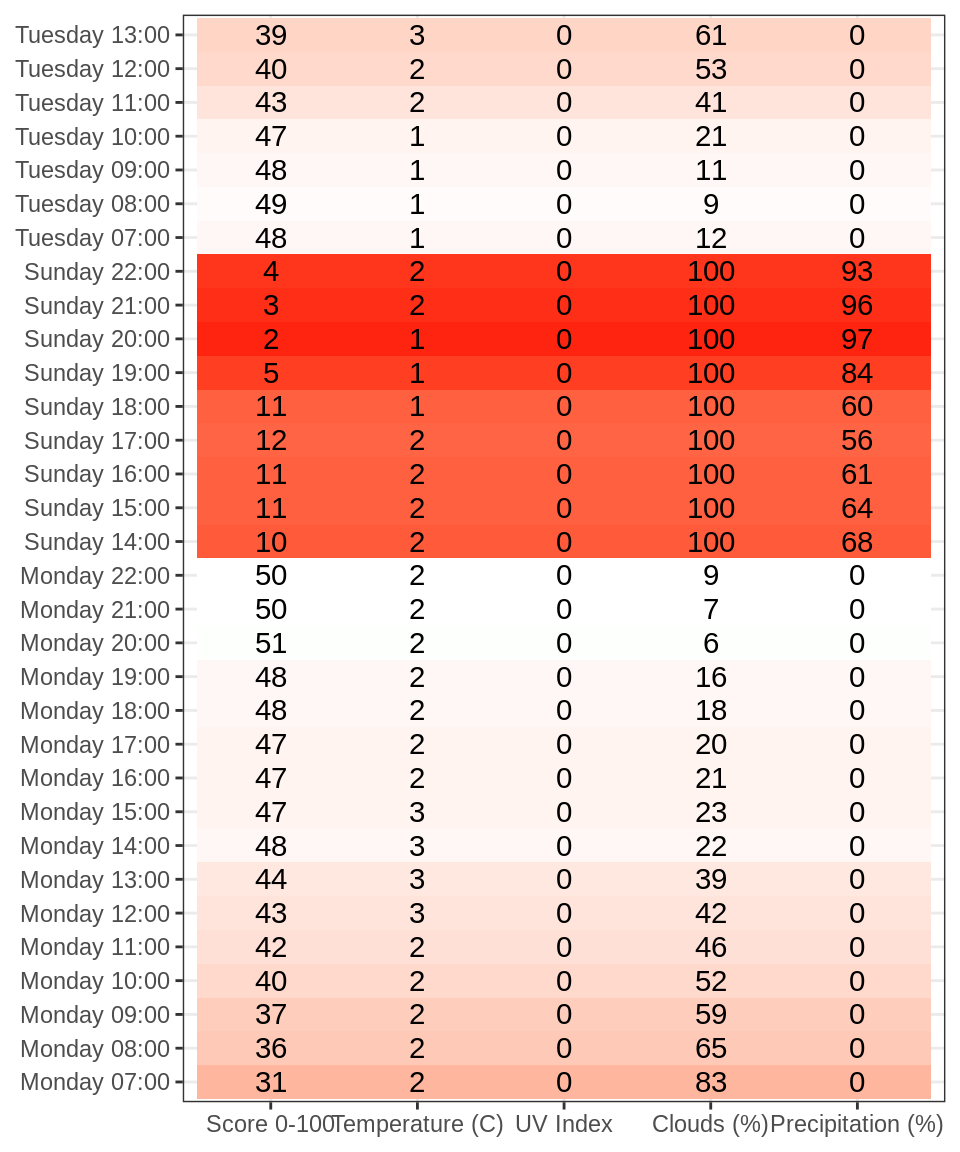 Tuesday 13:00 39 3 0 61 0
Tuesday 12:00 40 2 0 53 0
Tuesday 11:00 43 2 0 41 0
Tuesday 10:00 47 1 0 21 0
Tuesday 09:00 48 1 0 11 0
Tuesday 08:00 49 1 0 9 0
Tuesday 07:00 48 1 0 12 0
Sunday 22:00 4 2 0 100 93
Sunday 21:00 3 2 0 100 96
Sunday 20:00 2 1 0 100 97
Sunday 19:00 5 1 0 100 84
Sunday 18:00 11 1 0 100 60
Sunday 17:00 12 2 0 100 56
Sunday 16:00 11 2 0 100 61
Sunday 15:00 11 2 0 100 64
Sunday 14:00 10 2 0 100 68
Monday 22:00 50 2 0 9 0
Monday 21:00 50 2 0 7 0
Monday 20:00 51 2 0 6 0
Monday 19:00 48 2 0 16 0
Monday 18:00 48 2 0 18 0
Monday 17:00 47 2 0 20 0
Monday 16:00 47 2 0 21 0
Monday 15:00 47 3 0 23 0
Monday 14:00 48 3 0 22 0
Monday 13:00 44 3 0 39 0
Monday 12:00 43 3 0 42 0
Monday 11:00 42 2 0 46 0
Monday 10:00 40 2 0 52 0
Monday 09:00 37 2 0 59 0
Monday 08:00 36 2 0 65 0
Monday 07:00 31 2 0 83 0
Score 0-100 Temperature (C) UV Index Clouds (%) Precipitation (%)